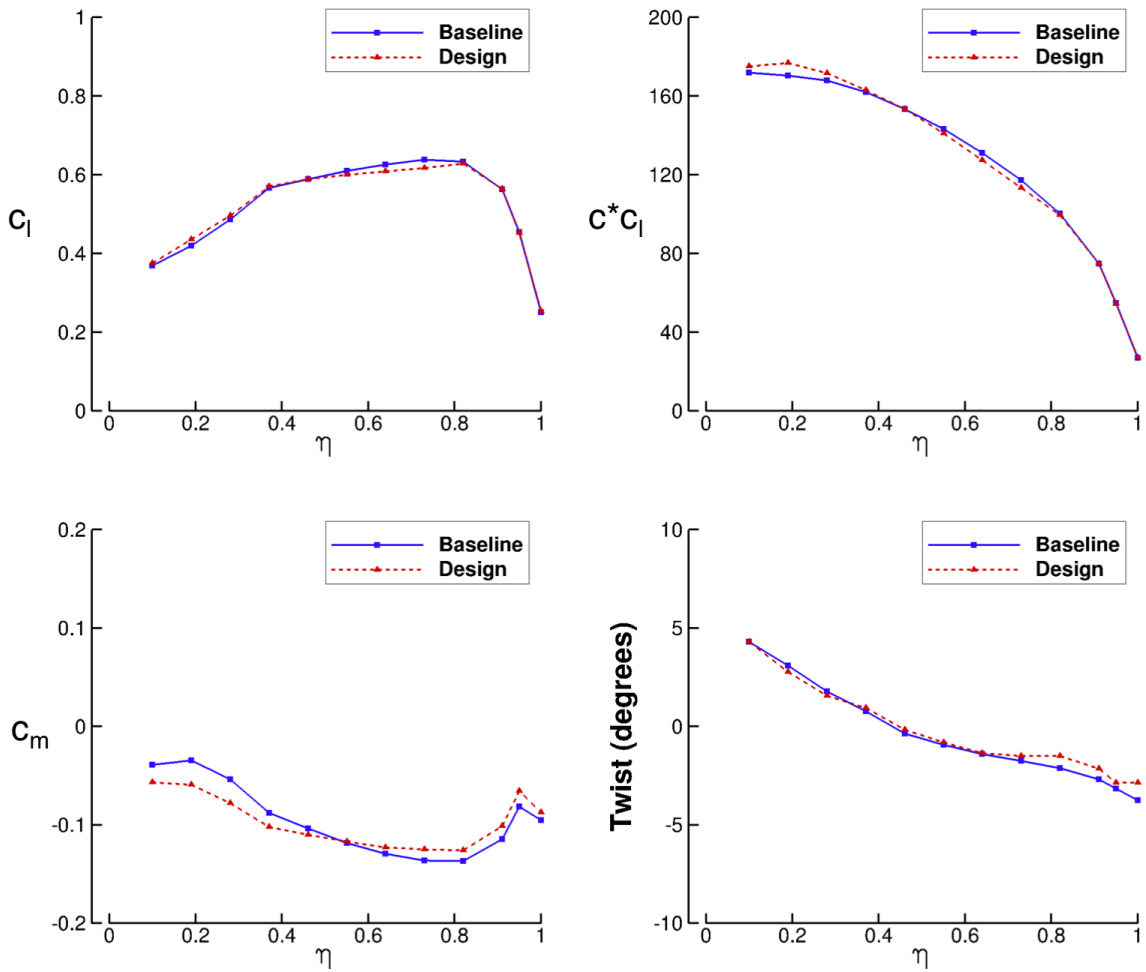 1
0.8
0.6
0.4
0.2
0
c_l
0 0.2 0.4 0.6 0.8 1
η
Baseline
Design
200
160
120
80
40
0
c*c_l
0 0.2 0.4 0.6 0.8 1
η
Baseline
Design
0.2
0.1
0
-0.1
-0.2
c_m
0 0.2 0.4 0.6 0.8 1
η
Baseline
Design
10
5
0
-5
-10
Twist (degrees)
0 0.2 0.4 0.6 0.8 1
η
Baseline
Design